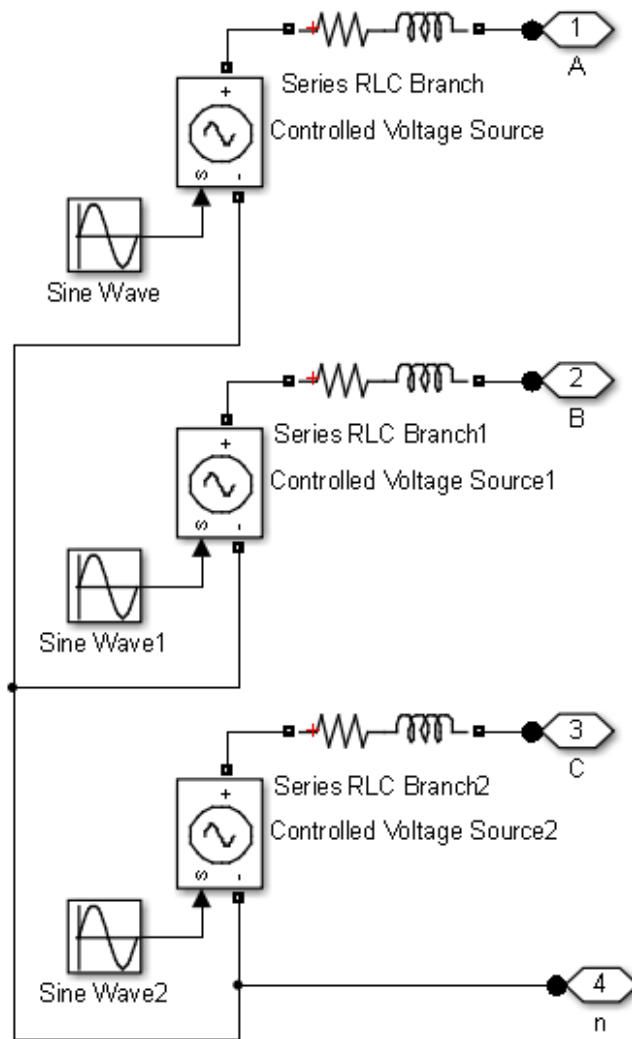 1
A
Series RLC Branch
+
Controlled Voltage Source
s -
Sine Wave
2
B
Series RLC Branch1
+
Controlled Voltage Source1
s -
Sine Wave1
3
C
Series RLC Branch2
+
Controlled Voltage Source2
s -
Sine Wave2
4
n